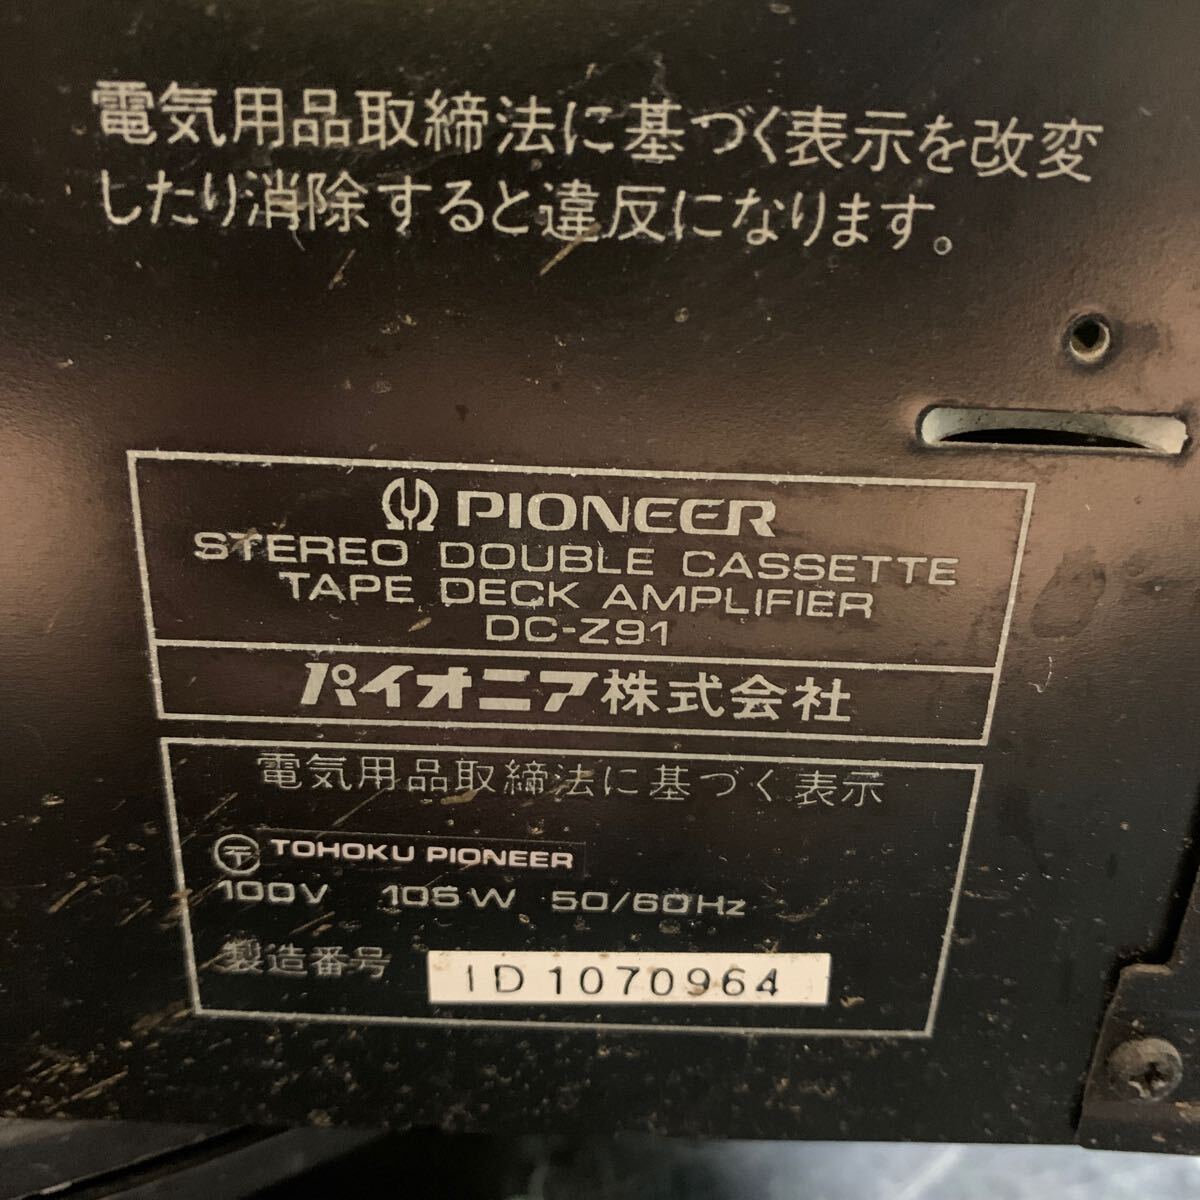 電気用品取締法に基づく表示を改変
したり消除すると違反になります。
PIONEER
STEREO DOUBLE CASSETTE
TAPE DECK AMPLIFIER
DC-Z91
パイオニア株式会社
電気用品取締法に基づく表示
〒 TOHOKU PIONEER
100V 105W 50/60Hz
製造番号 ID1070964